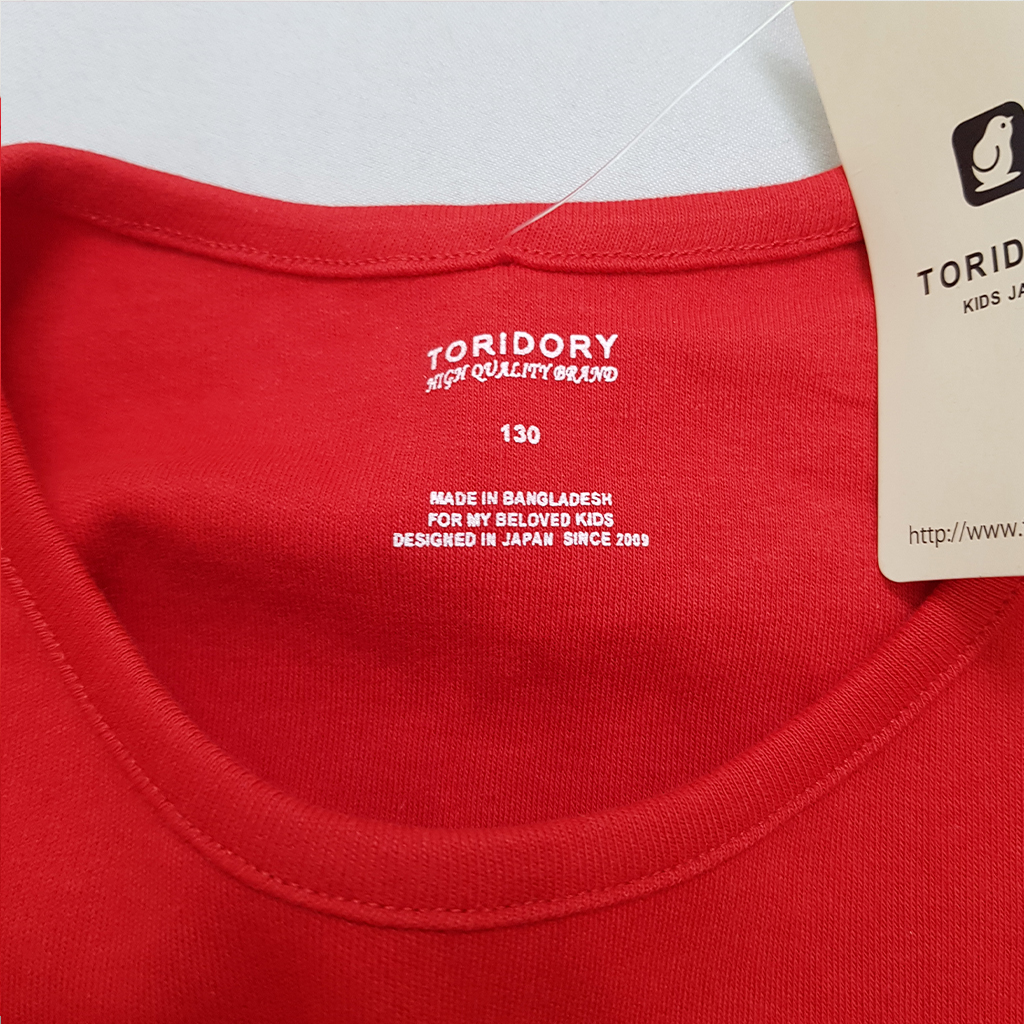 TORIDORY
HIGH QUALITY BRAND
130
MADE IN BANGLADESH
FOR MY BELOVED KIDS
DESIGNED IN JAPAN SINCE 2009
TORID
KIDS JA
http://www.